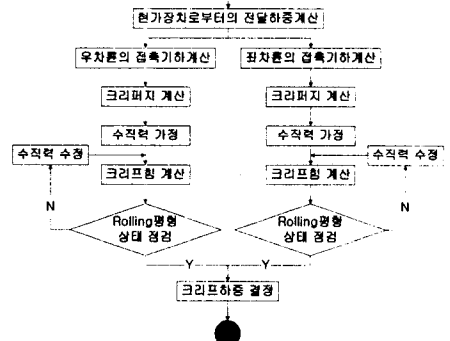 현가장치로부터의 전달하중계산
우차륜의 접촉기하계산
좌차륜의 접촉기하계산
크리퍼지 계산
크리퍼지 계산
수직력 가정
수직력 가정
수직력 수정
수직력 수정
크리프힘 계산
크리프힘 계산
N
N
Rolling평형
상태 점검
Rolling평형
상태 점검
Y
Y
크리프하중 결정